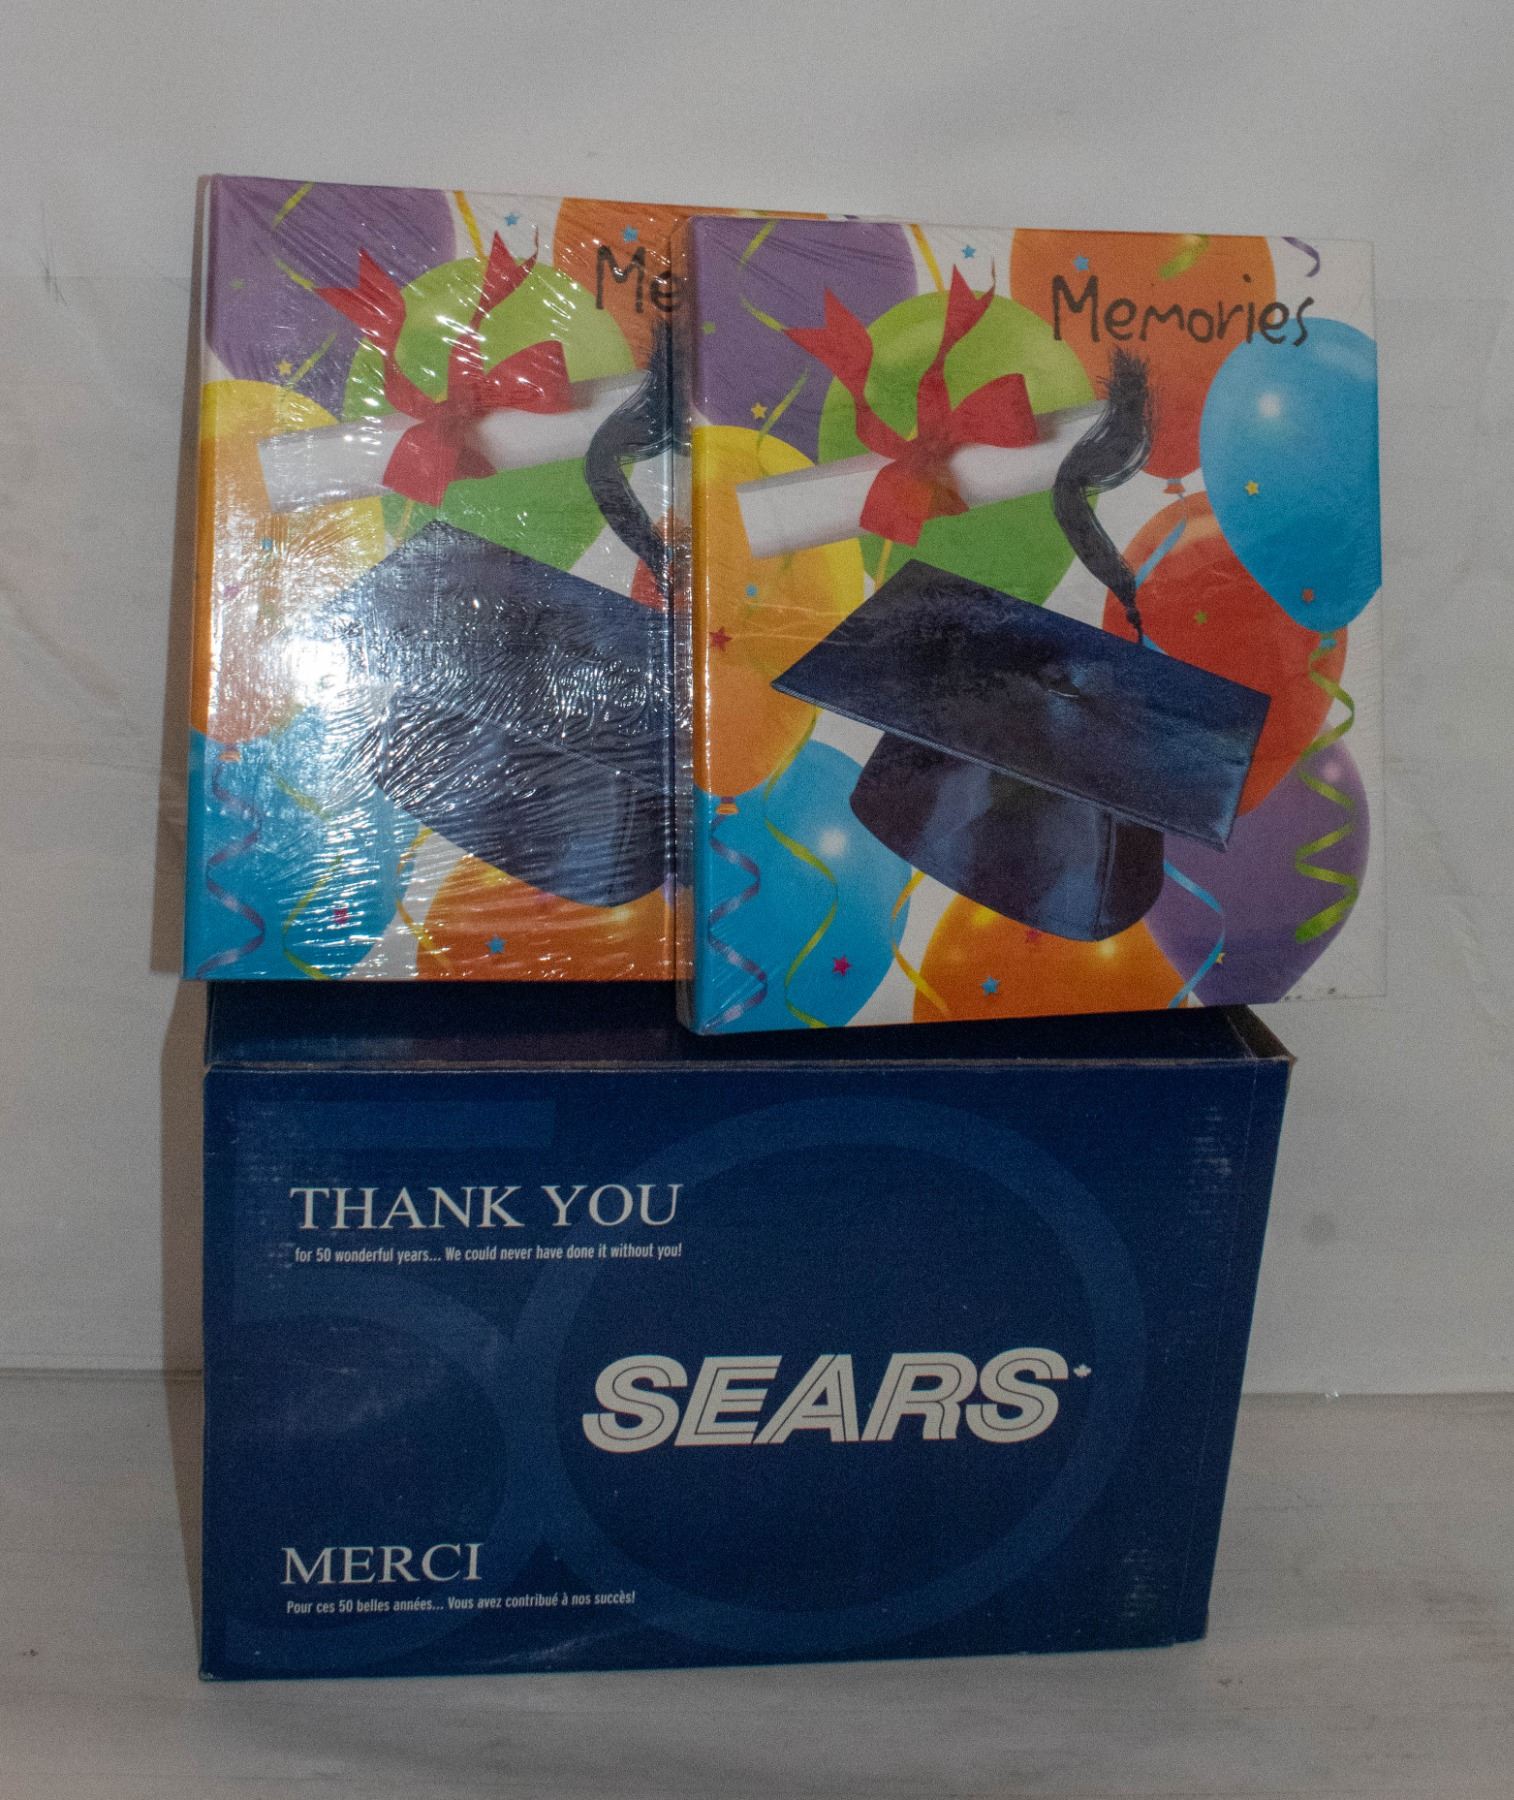 Me
Memories
THANK YOU
for 50 wonderful years... We could never have done it without you!
SEARS
MERCI
Pour ces 50 belles années... Vous avez contribué à nos succès!
50